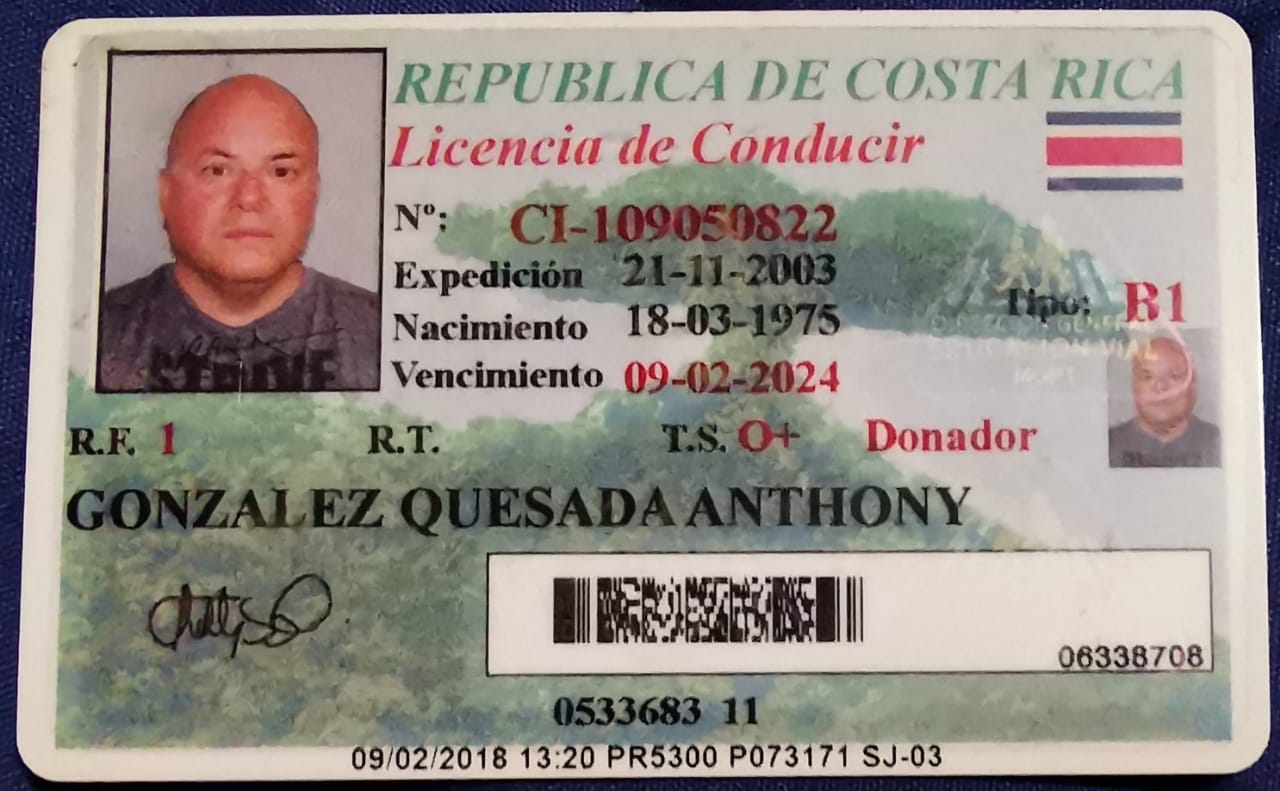 REPUBLICA DE COSTA RICA
Licencia de Conducir
Nº: CI-109050822
Expedición 21-11-2003
Nacimiento 18-03-1975
Tipo: B1
Vencimiento 09-02-2024
R.F. 1 R.T. T.S. O+ Donador
GONZALEZ QUESADA ANTHONY
06338708
0533683 11
09/02/2018 13:20 PR5300 P073171 SJ-03